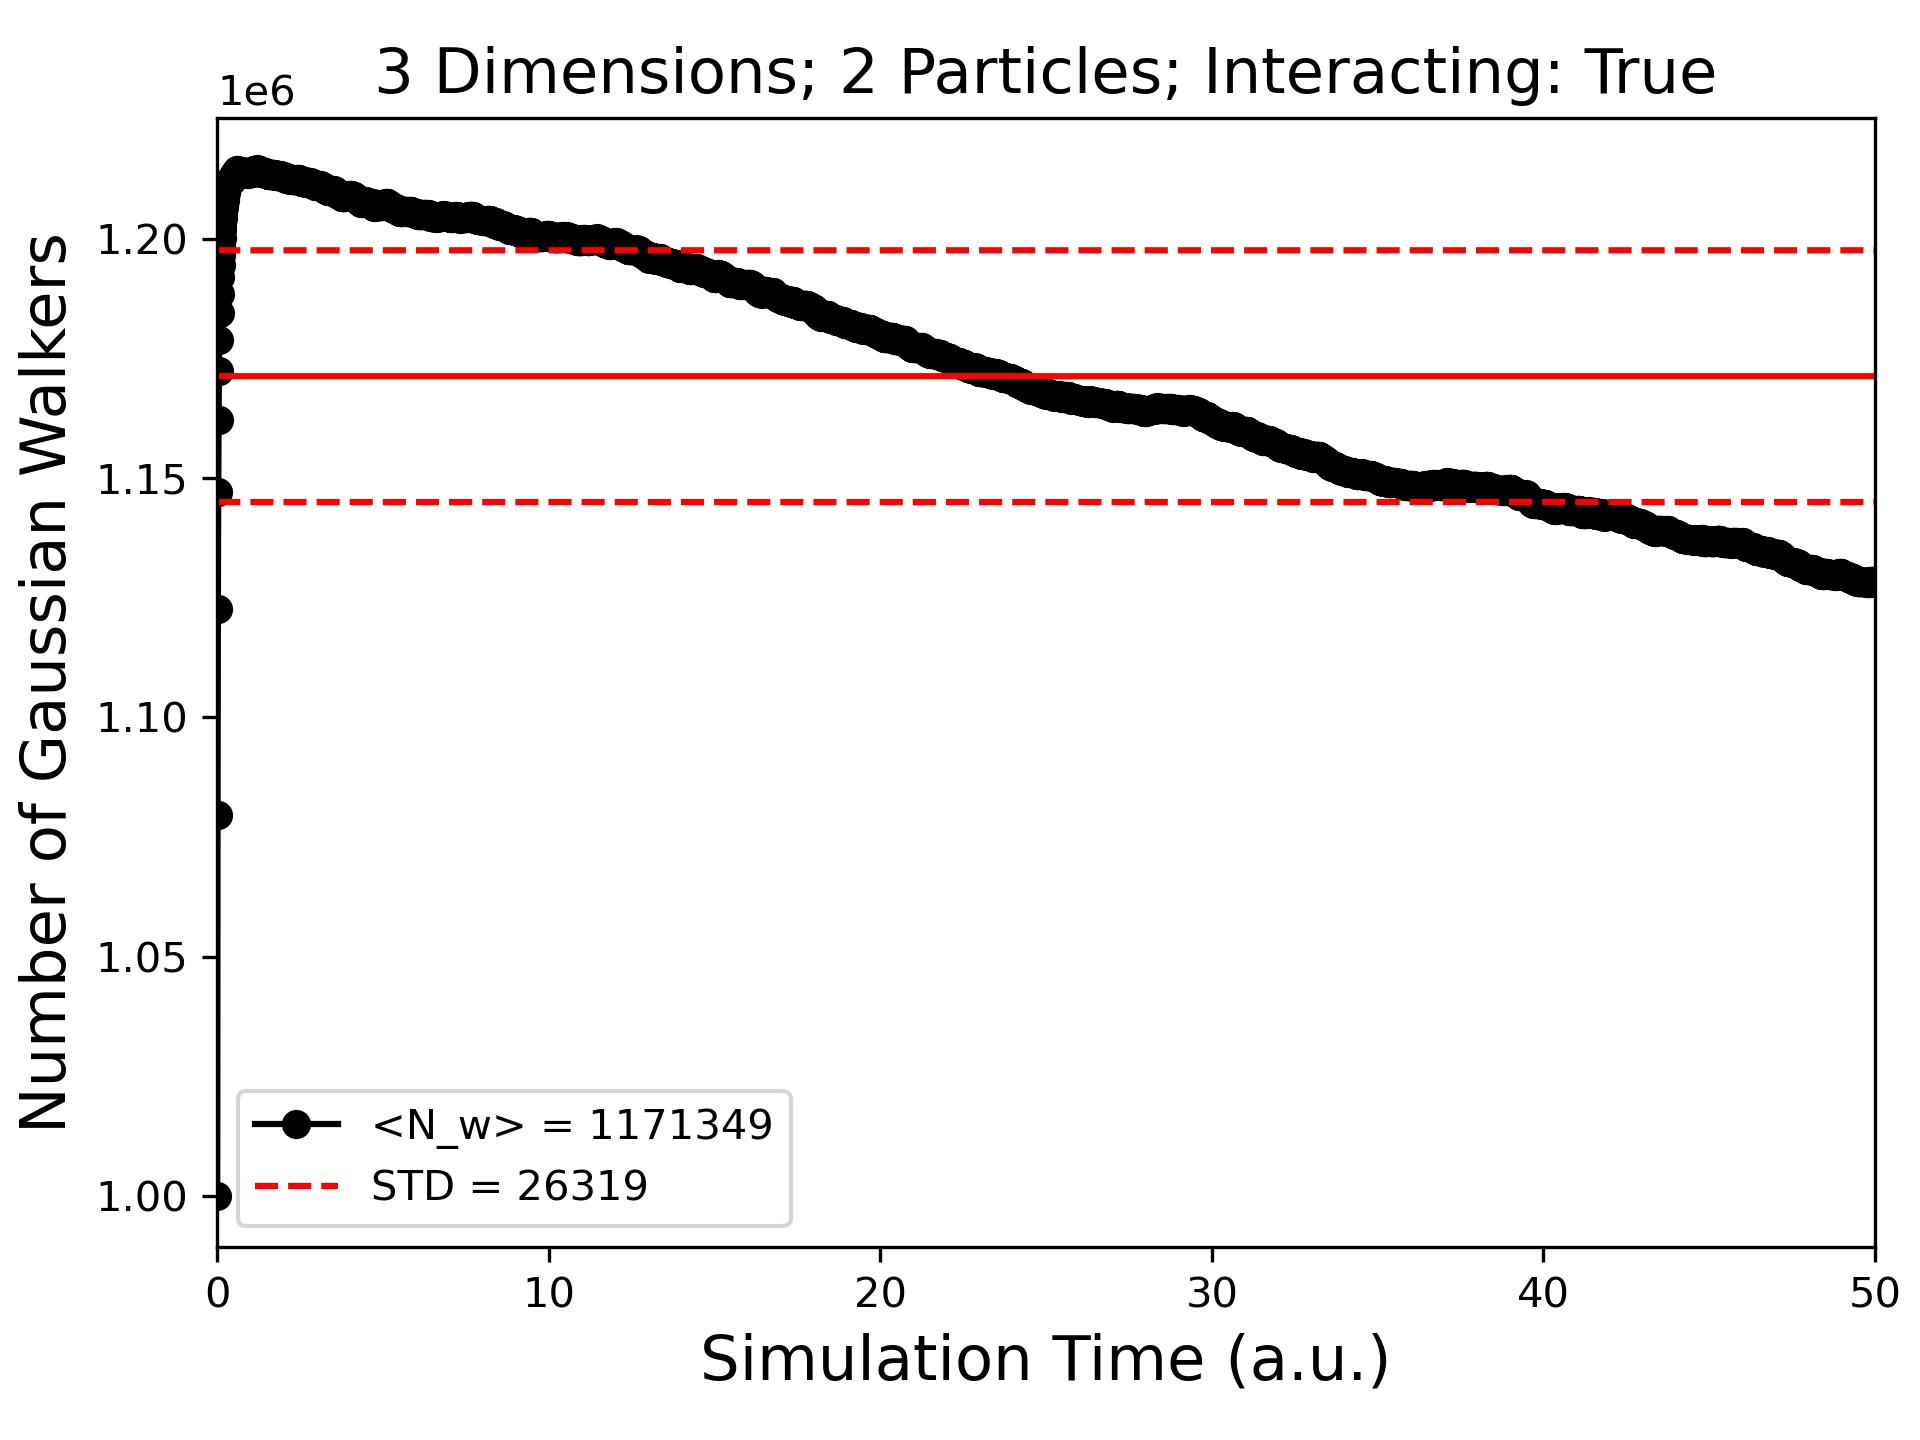 3 Dimensions; 2 Particles; Interacting: True
1e6
Number of Gaussian Walkers
1.20
1.15
1.10
1.05
1.00
<N_w> = 1171349
STD = 26319
0 10 20 30 40 50
Simulation Time (a.u.)